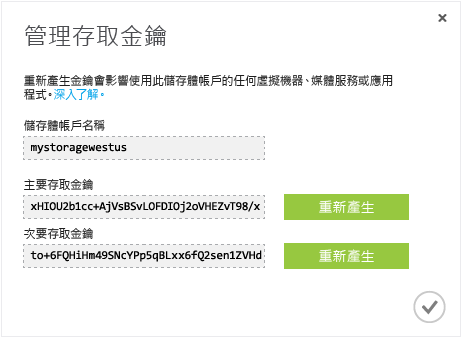 管理存取金鑰
重新產生金鑰會影響使用此儲存體帳戶的任何虛擬機器、媒體服務或應用
程式。深入了解。
儲存體帳戶名稱
mystoragewestus
主要存取金鑰
xHIOU2b1cc+AjVsBSvLOFDIOj2oVHEZvT98/x 重新產生
次要存取金鑰
to+6FQHiHm49SNcYPp5qBLxx6fQ2sen1ZVHd 重新產生